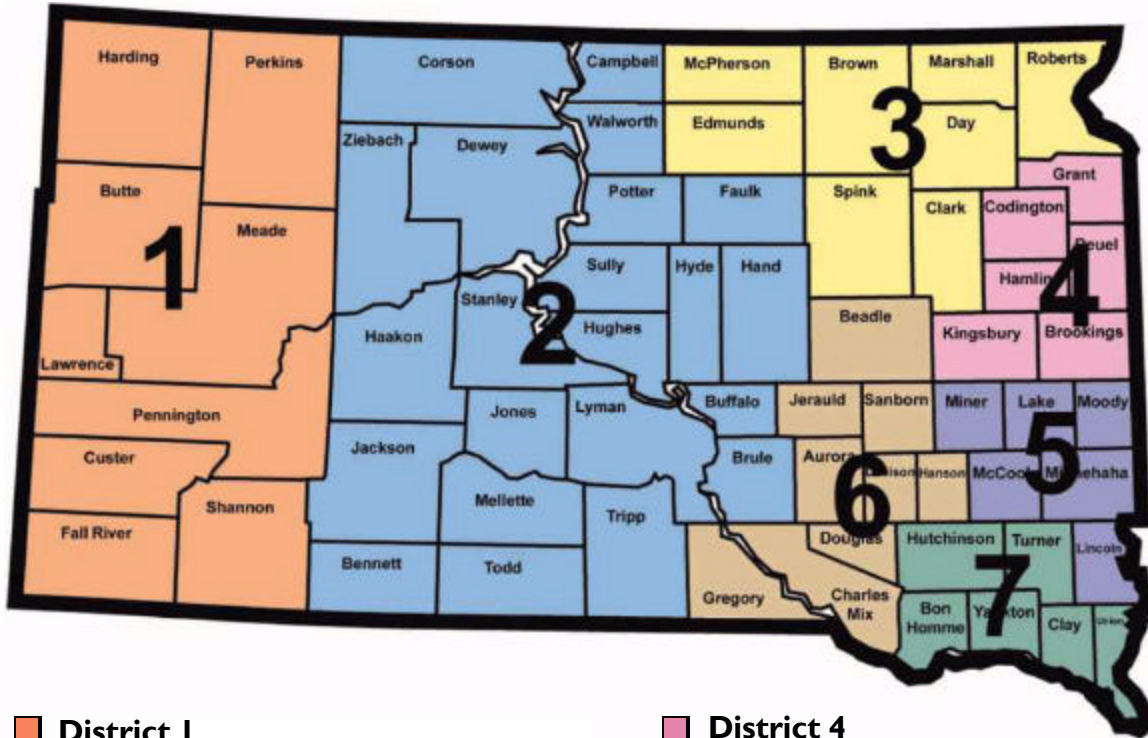 Harding
Perkins
Corson
Campbell
McPherson
Brown
Marshall
Roberts
Walworth
Edmunds
3
Day
Ziebach
Dewey
Grant
Butte
Potter
Faulk
Spink
Clark
Codington
Meade
1
Sully
Hyde
Hand
4
Stanley
2
Hughes
Beadle
Haakon
Kingsbury
Brookings
Lawrence
Pennington
Jones
Lyman
Buffalo
Jerauld
Sanborn
Miner
Lake
Moody
5
Custer
Jackson
Brule
Aurora
6
Hanson
Shannon
Mellette
Tripp
Fall River
Douglas
Hutchinson
Turner
Lincoln
7
Bennett
Todd
Gregory
Charles
Mix
Bon
Homme
Clay
District 1
District 4